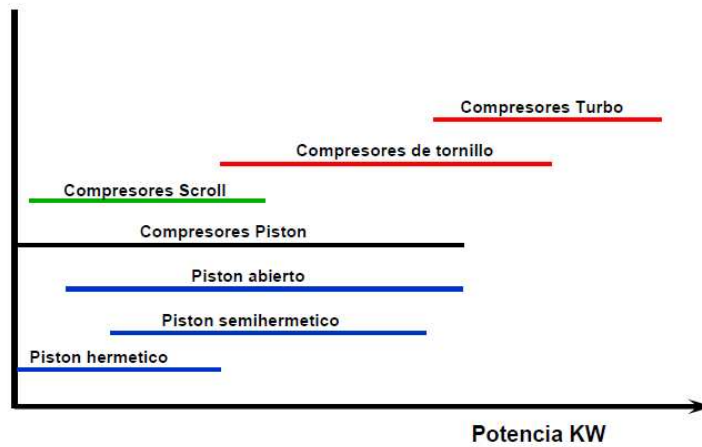 Compresores Turbo
Compresores de tornillo
Compresores Scroll
Compresores Piston
Piston abierto
Piston semihermetico
Piston hermetico
Potencia KW